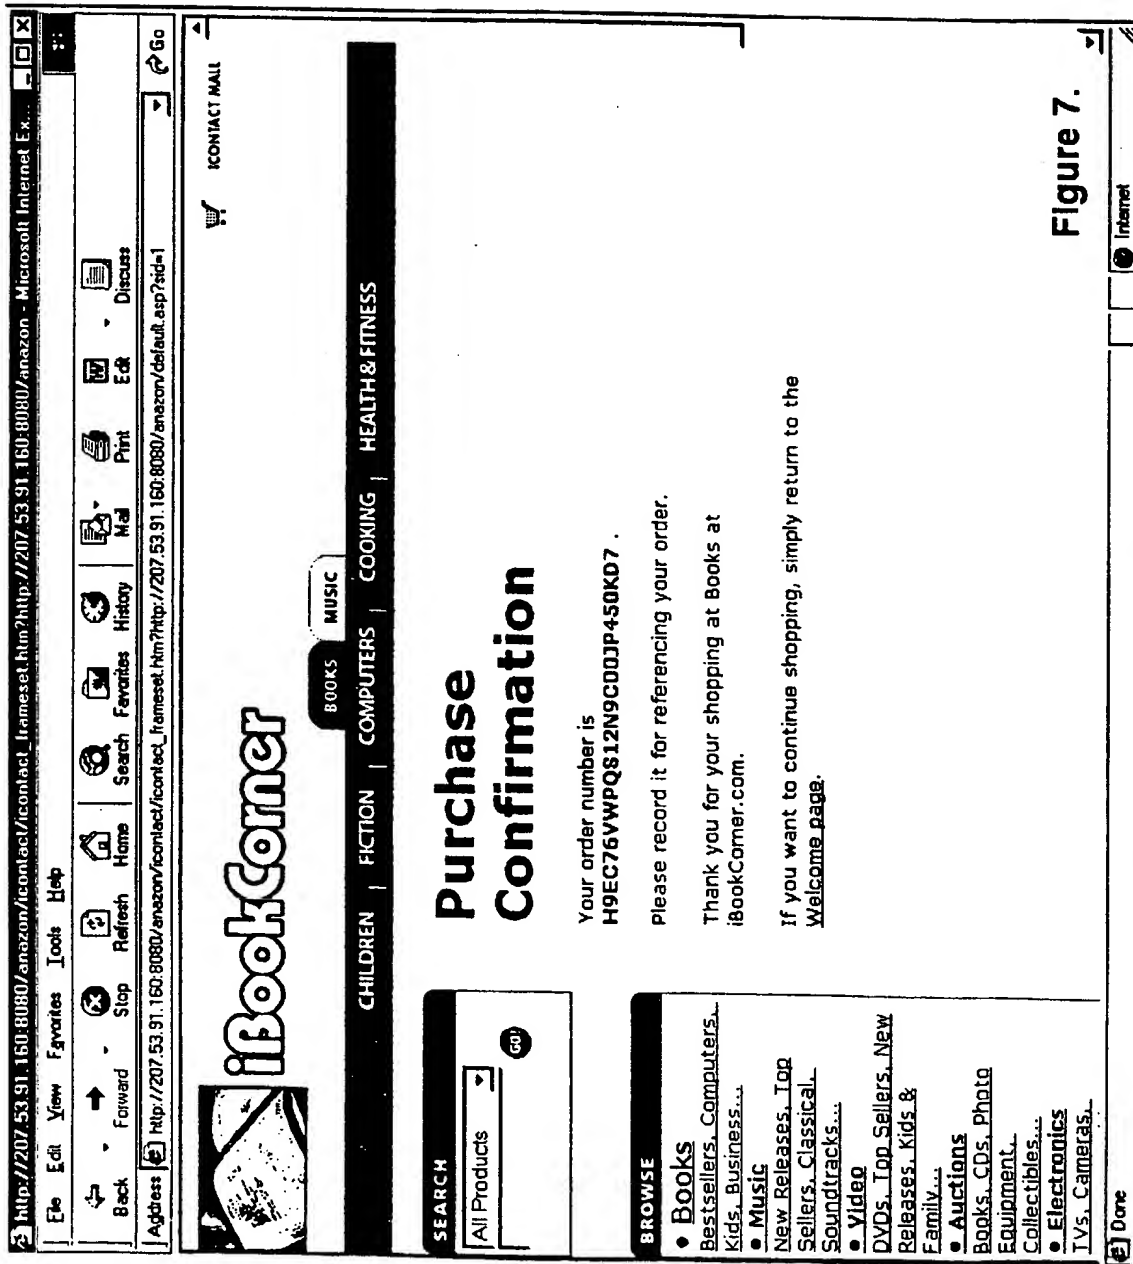 http://207.53.91.160:8080/anazon/icontact/icontact_frameset.htm?http://207.53.91.160:8080/anazon - Microsoft Internet Ex...
File Edit View Favorites Tools Help
Back Forward Stop Refresh Home Search Favorites History Mail Print Edit Discuss
Address http://207.53.91.160:8080/anazon/icontact/icontact_frameset.htm?http://207.53.91.160:8080/anazon/default.asp?sid=1 Go
iBookCorner
ICONTACT MALL
BOOKS MUSIC
CHILDREN | FICTION | COMPUTERS | COOKING | HEALTH & FITNESS
SEARCH
All Products
GO!
BROWSE
• Books
Bestsellers, Computers,
Kids, Business...
• Music
New Releases, Top
Sellers, Classical,
Soundtracks...
• Video
DVDs, Top Sellers, New
Releases, Kids &
Family...
• Auctions
Books, CDs, Photo
Equipment,
Collectibles...
• Electronics
TVs, Cameras,
Purchase
Confirmation
Your order number is
H9EC76VWPQS12N9C00JP450KD7 .
Please record it for referencing your order.
Thank you for your shopping at Books at
iBookCorner.com.
If you want to continue shopping, simply return to the
Welcome page.
Figure 7.
Done
Internet